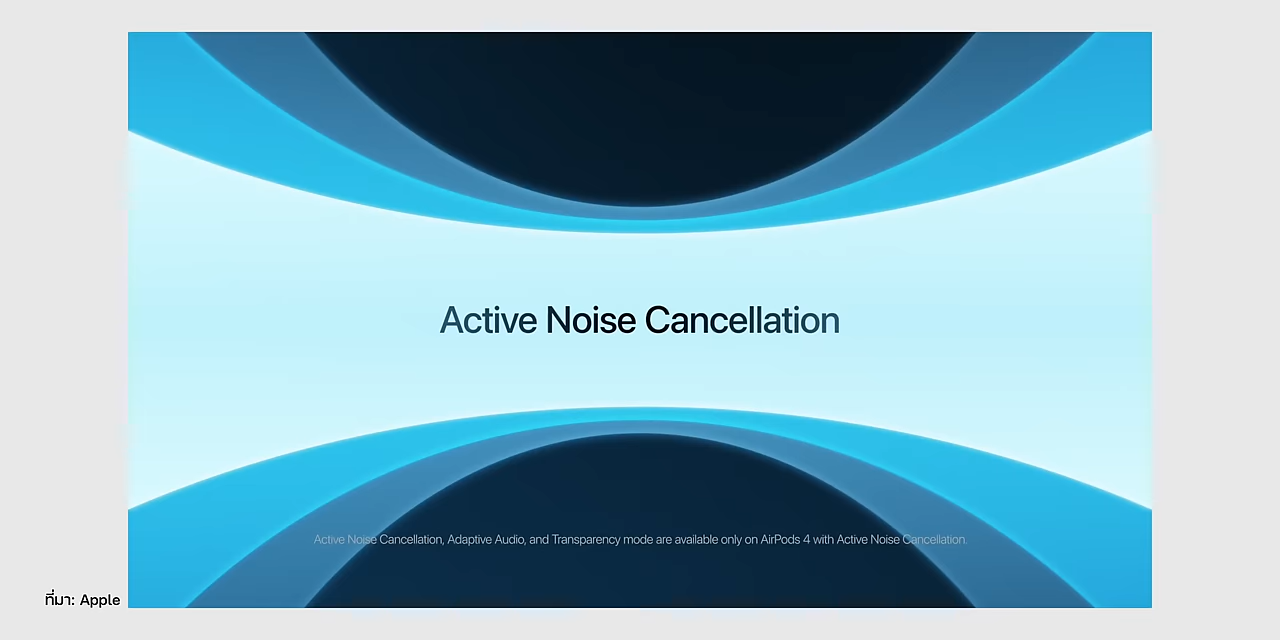 Active Noise Cancellation
Active Noise Cancellation, Adaptive Audio, and Transparency mode are available only on AirPods 4 with Active Noise Cancellation.
ที่มา: Apple